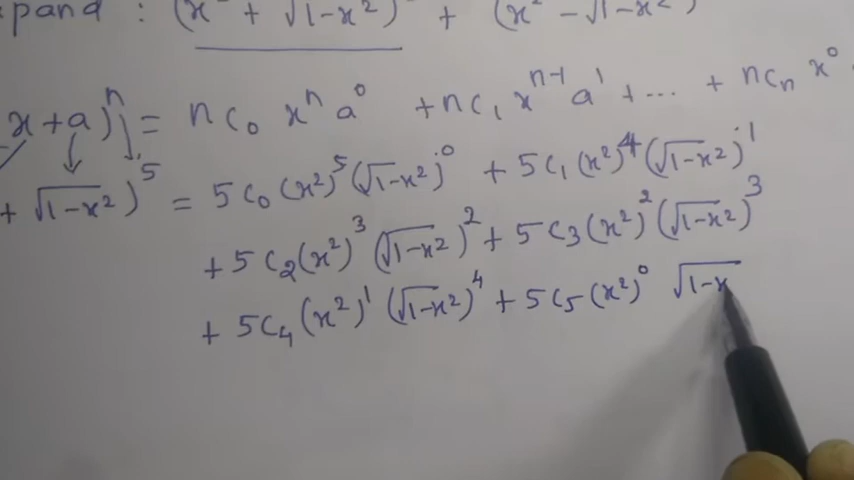 pand : (x² + √1-x²) + (x² - √1-x²)
x + a)ⁿ = nC₀ xⁿ a⁰ + nC₁ xⁿ⁻¹ a¹ + ... + nCₙ x⁰
+ √1-x²)⁵ = 5C₀ (x²)⁵ (√1-x²)⁰ + 5C₁ (x²)⁴ (√1-x²)¹
+ 5C₂ (x²)³ (√1-x²)² + 5C₃ (x²)² (√1-x²)³
+ 5C₄ (x²)¹ (√1-x²)⁴ + 5C₅ (x²)⁰ √1-x